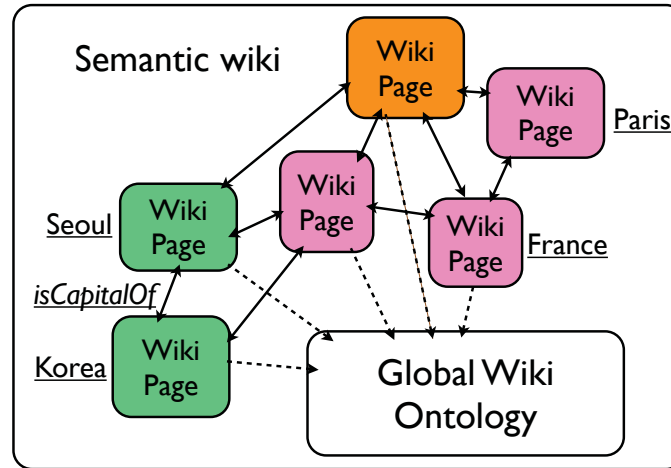 Semantic wiki
Wiki
Page
Wiki
Page
Paris
Wiki
Page
Seoul
Wiki
Page
Wiki
Page
France
isCapitalOf
Korea
Wiki
Page
Global Wiki
Ontology